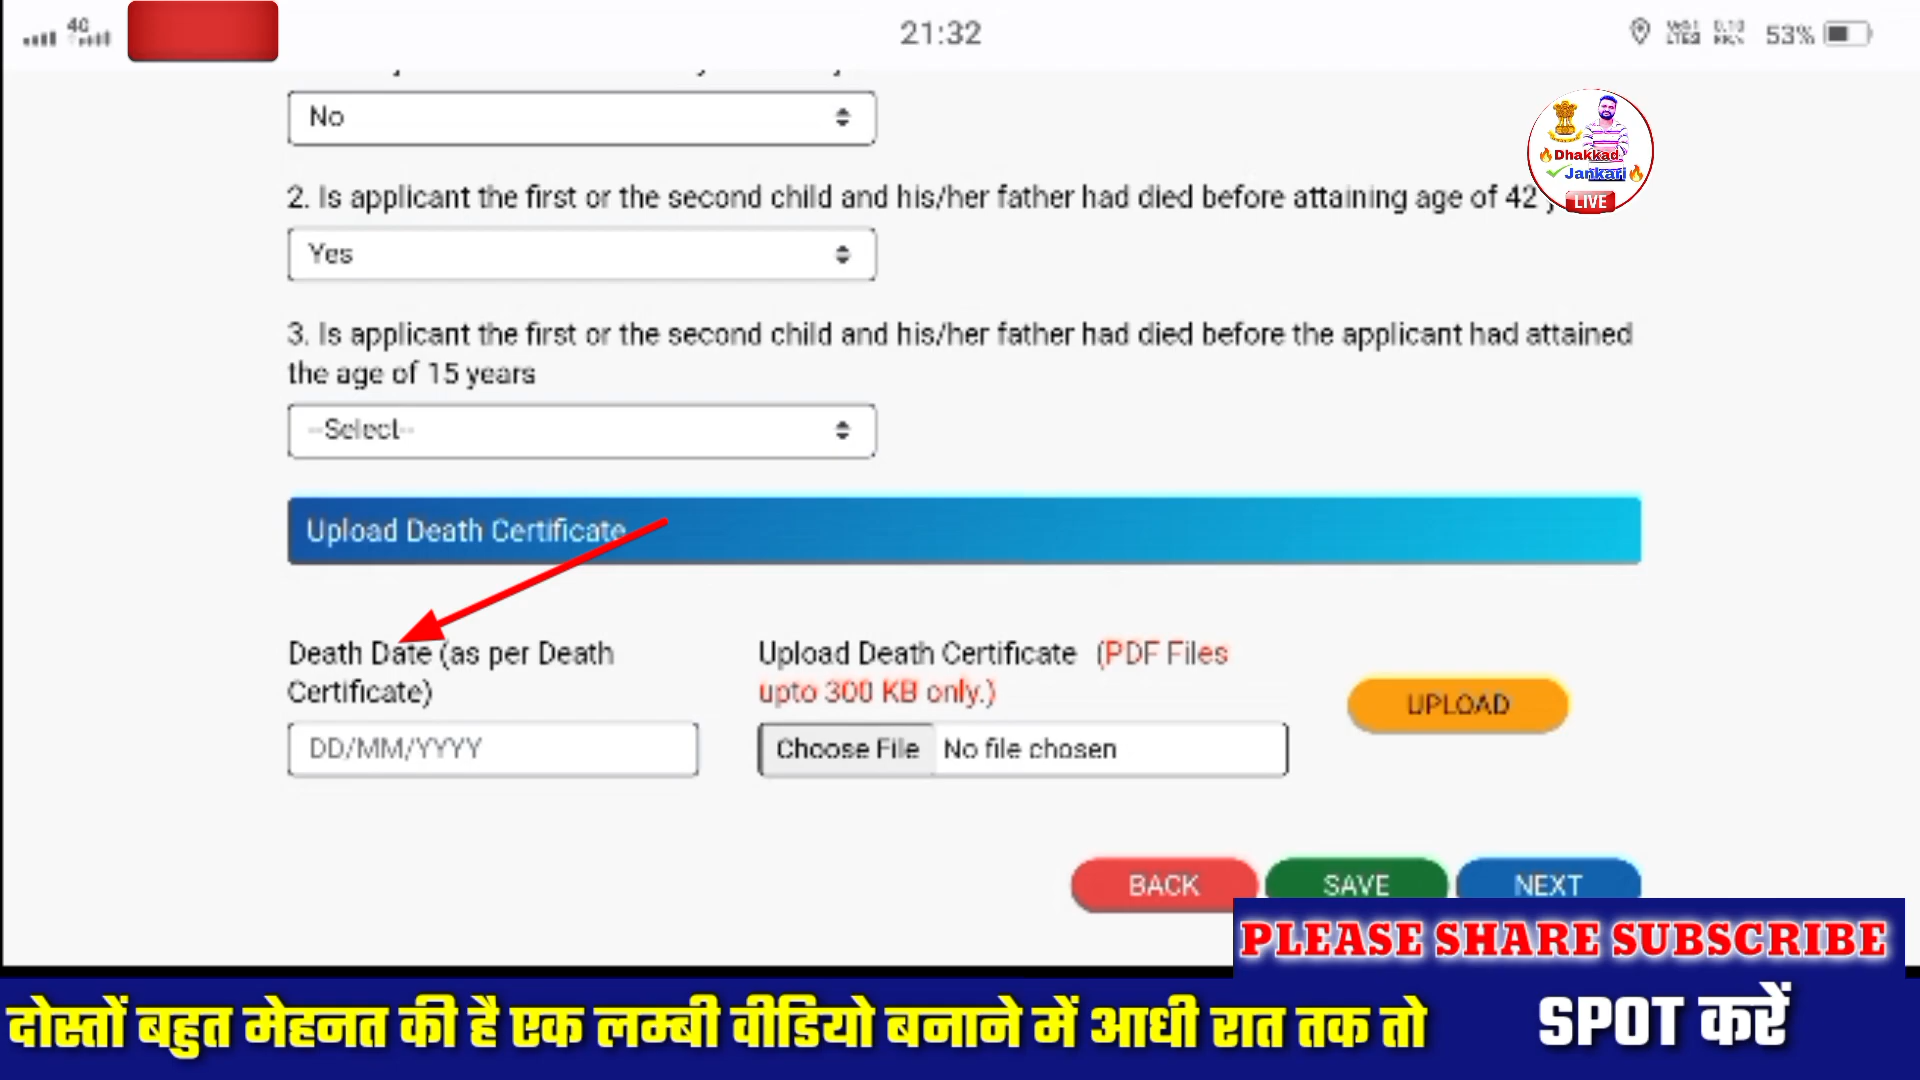 4G
21:32
53%
No
2. Is applicant the first or the second child and his/her father had died before attaining age of 42
Yes
Dhakkad
Jankari
LIVE
3. Is applicant the first or the second child and his/her father had died before the applicant had attained
the age of 15 years
--Select--
Upload Death Certificate
Death Date (as per Death
Certificate)
DD/MM/YYYY
Upload Death Certificate (PDF Files
upto 300 KB only.)
Choose File No file chosen
UPLOAD
BACK SAVE NEXT
PLEASE SHARE SUBSCRIBE
दोस्तों बहुत मेहनत की है एक लम्बी वीडियो बनाने में आधी रात तक तो SPOT करें